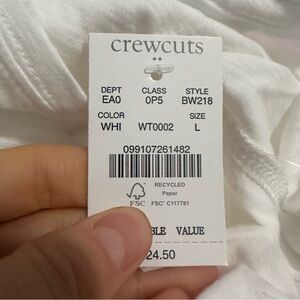 crewcuts
DEPT CLASS STYLE
EA0 0P5 BW218
COLOR SIZE
WHI WT0002 L
099107261482
RECYCLED
Paper
FSC FSC® C117781
BLE VALUE
24.50